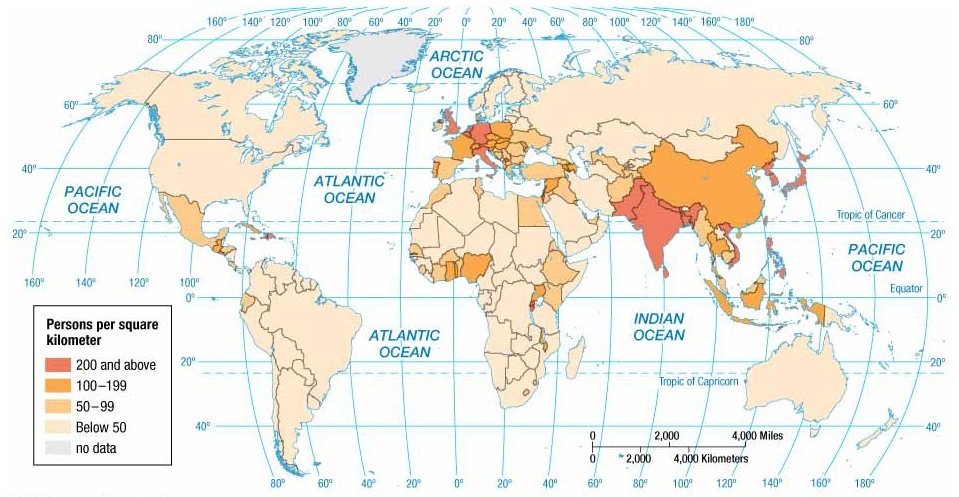 160° 140° 120° 100° 80° 60° 40° 20° 0° 20° 40° 60° 80° 100° 120° 140° 160° 180°
80° 80°
ARCTIC
OCEAN
60° 60°
40° 40°
PACIFIC
OCEAN
ATLANTIC
OCEAN
Tropic of Cancer
20° 20°
PACIFIC
OCEAN
160° 140° 120° 100°
Equator
0° 0°
Persons per square
kilometer
200 and above
100–199
50–99
Below 50
no data
ATLANTIC
OCEAN
INDIAN
OCEAN
20° 20°
Tropic of Capricorn
40° 40°
0 2,000 4,000 Miles
0 2,000 4,000 Kilometers
80° 60° 40° 20° 0° 20° 40° 60° 80° 100° 120° 140° 160° 180°